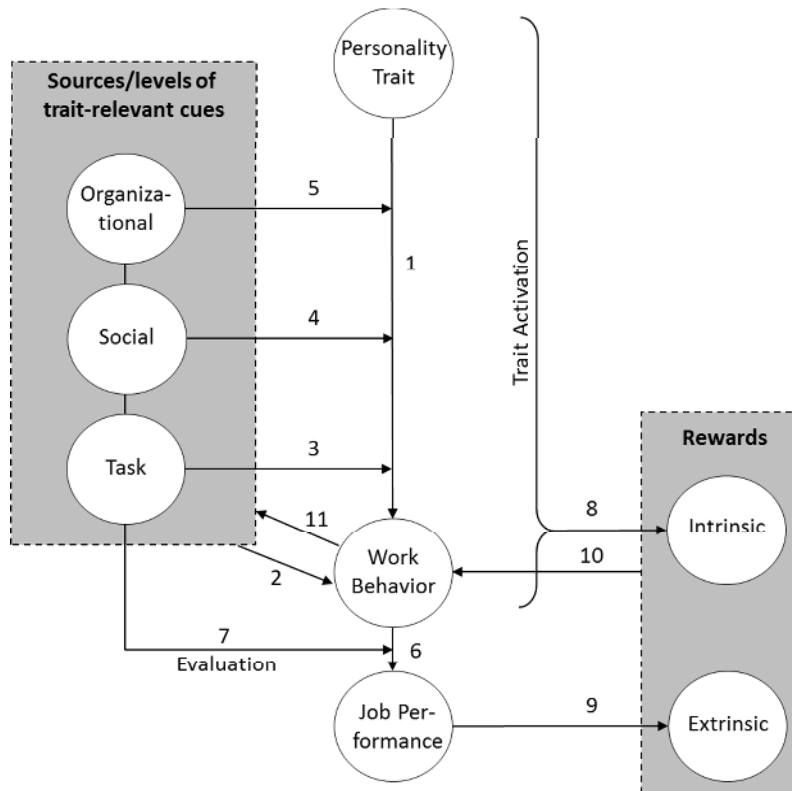 Personality
Trait
Sources/levels of
trait-relevant cues
Organiza-
tional
5
1
Social
4
Trait Activation
Task
3
Rewards
8
Intrinsic
11
10
2
Work
Behavior
7
Evaluation
6
Job Per-
formance
9
Extrinsic